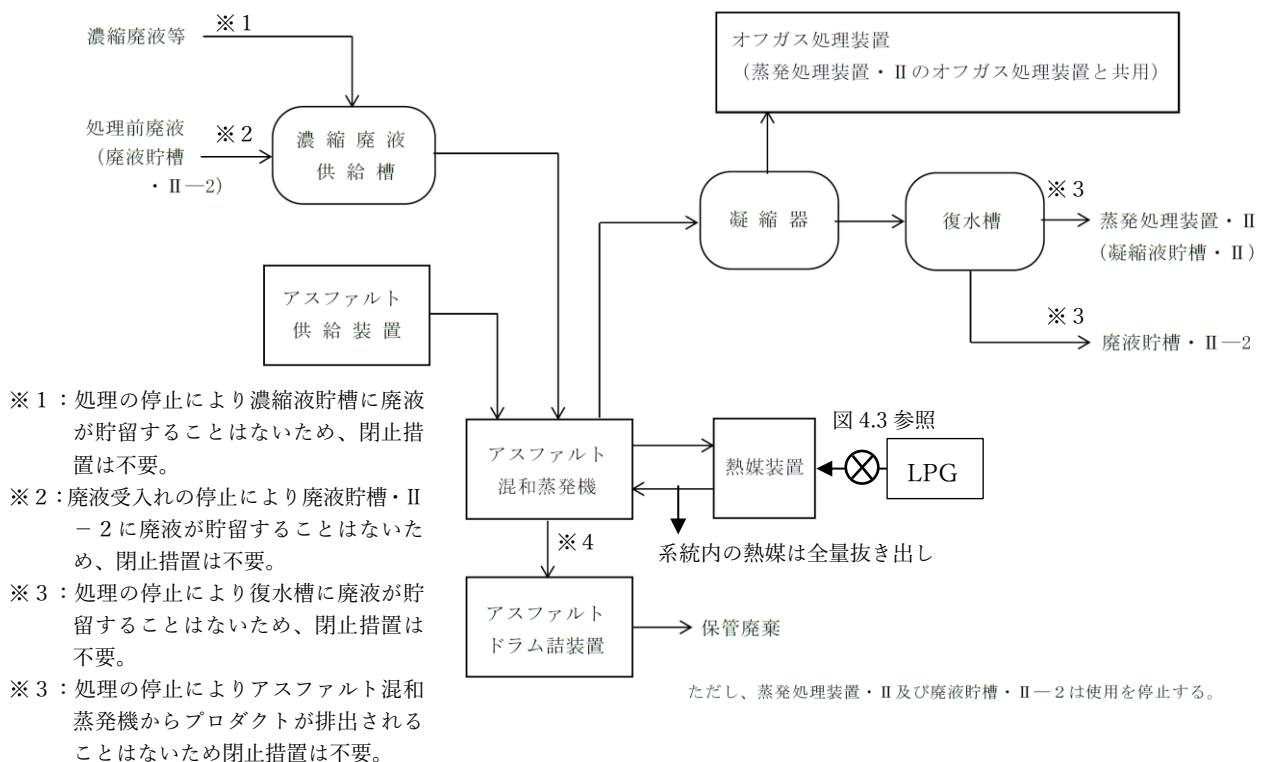 濃縮廃液等
※１
処理前廃液
（廃液貯槽
・Ⅱ―２）
※２
濃縮廃液
供給槽
オフガス処理装置
（蒸発処理装置・Ⅱのオフガス処理装置と共用）
凝縮器
復水槽
※３
蒸発処理装置・Ⅱ
（凝縮液貯槽・Ⅱ）
※３
廃液貯槽・Ⅱ―２
アスファルト
供給装置
アスファルト
混和蒸発機
熱媒装置
図 4.3 参照
LPG
系統内の熱媒は全量抜き出し
※４
アスファルト
ドラム詰装置
保管廃棄
ただし、蒸発処理装置・Ⅱ及び廃液貯槽・Ⅱ―２は使用を停止する。
※１：処理の停止により濃縮液貯槽に廃液
が貯留することはないため、閉止措
置は不要。
※２：廃液受入れの停止により廃液貯槽・Ⅱ
－２に廃液が貯留することはないた
め、閉止措置は不要。
※３：処理の停止により復水槽に廃液が貯
留することはないため、閉止措置は
不要。
※３：処理の停止によりアスファルト混和
蒸発機からプロダクトが排出される
ことはないため閉止措置は不要。